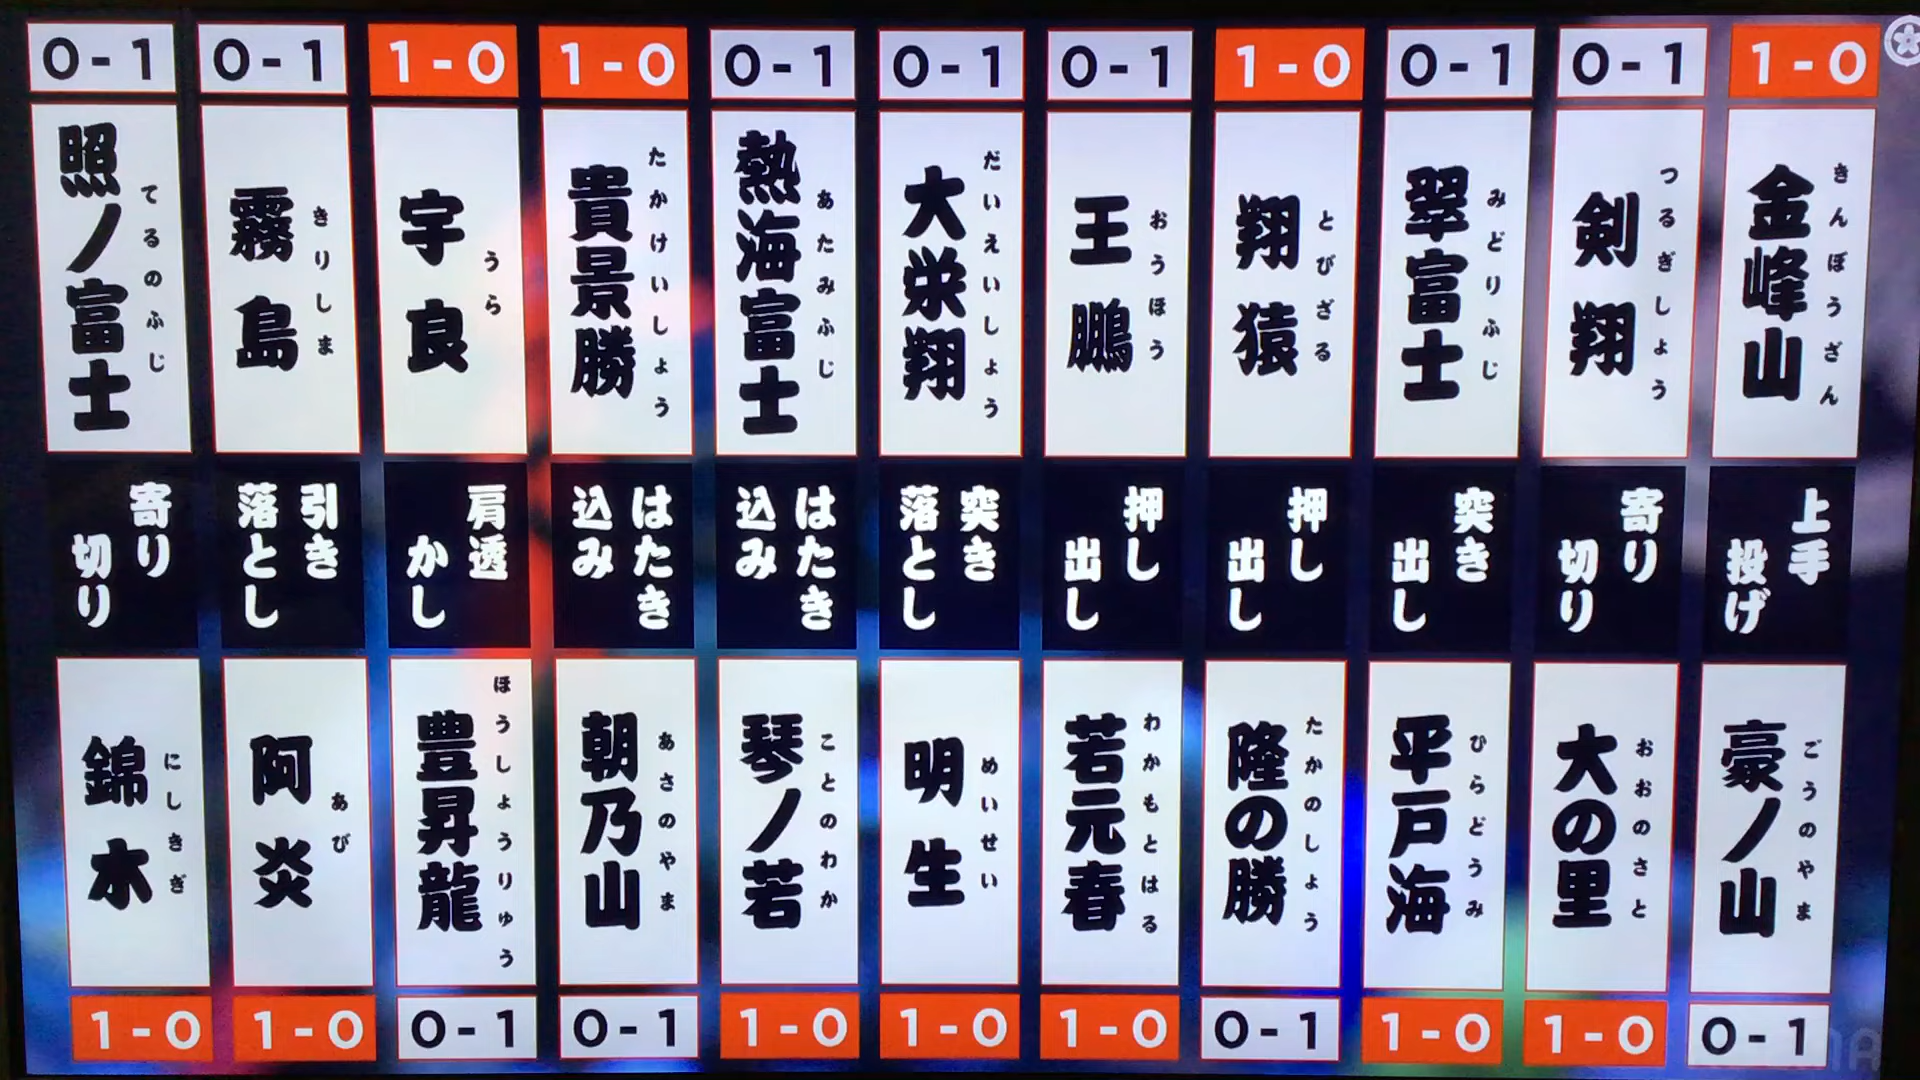 1-0
金峰山
きんぼうざん
上手
投げ
豪ノ山
ごうのやま
0-1
0-1
剣翔
つるぎしょう
寄り
切り
大の里
おおのさと
1-0
0-1
翠富士
みどりふじ
突き
出し
平戸海
ひらどうみ
1-0
1-0
翔猿
とびざる
押し
出し
隆の勝
たかのしょう
0-1
0-1
王鵬
おうほう
押し
出し
若元春
わかもとはる
1-0
0-1
大栄翔
だいえいしょう
突き
落とし
明生
めいせい
1-0
0-1
熱海富士
あたみふじ
はたき
込み
琴ノ若
ことのわか
1-0
1-0
貴景勝
たかけいしょう
はたき
込み
朝乃山
あさのやま
0-1
1-0
宇良
うら
肩透
かし
豊昇龍
ほうしょうりゅう
0-1
0-1
霧島
きりしま
引き
落とし
阿炎
あび
1-0
0-1
照ノ富士
てるのふじ
寄り
切り
錦木
にしきぎ
1-0